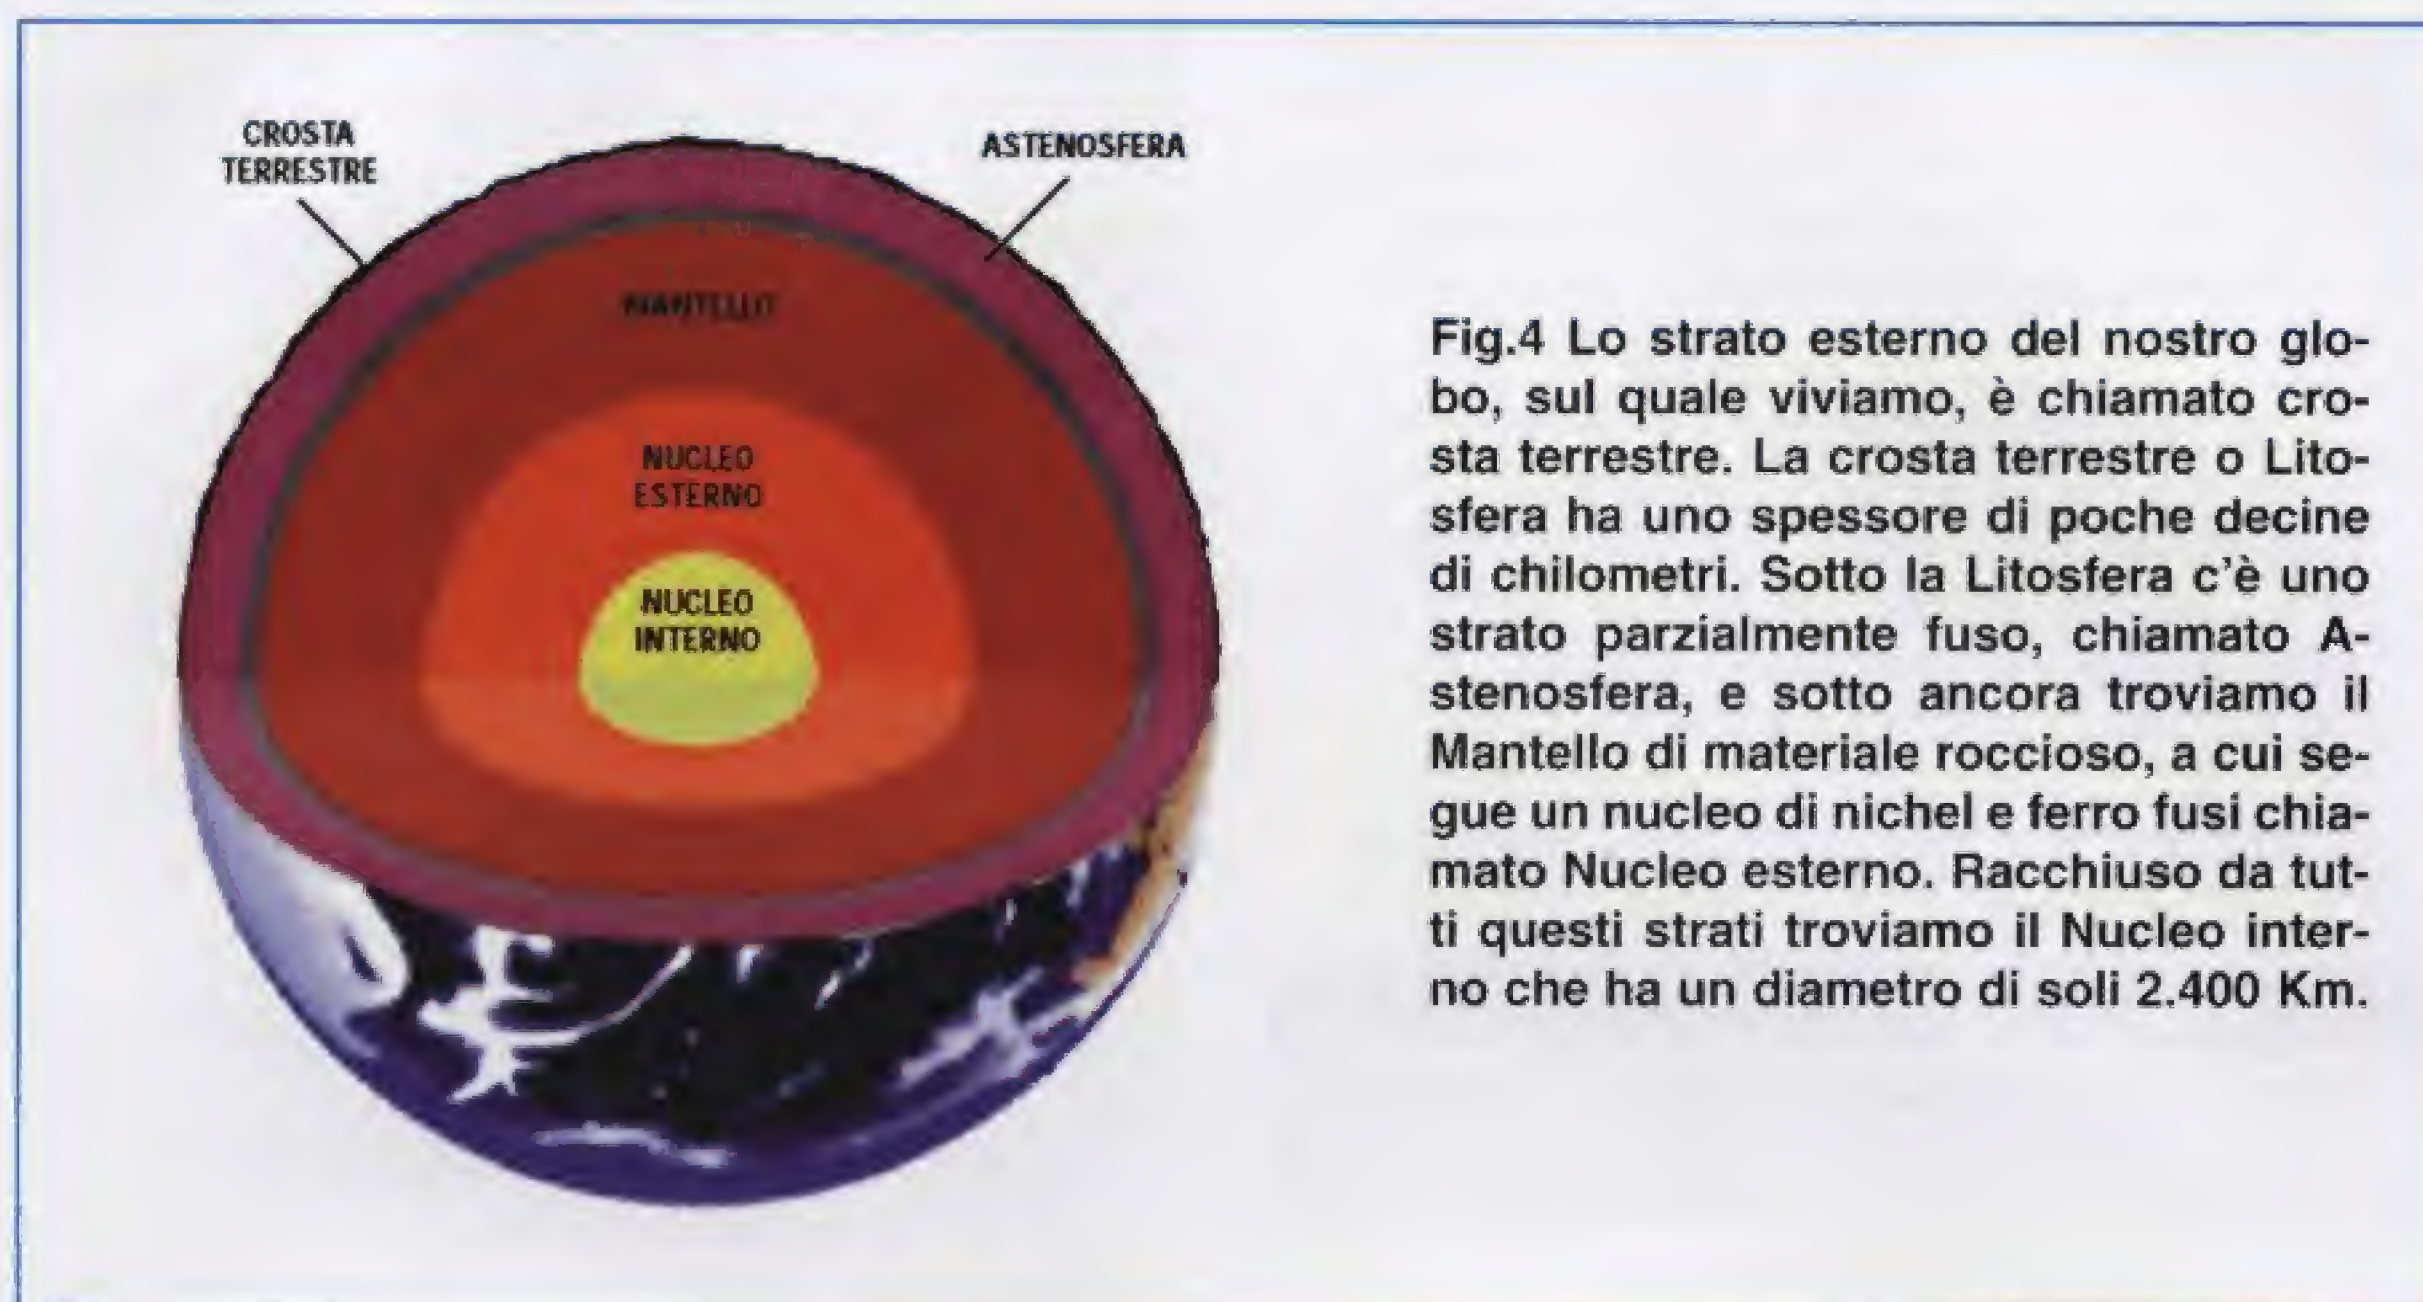 CROSTA
TERRESTRE
ASTENOSFERA
MANTELLO
NUCLEO
ESTERNO
NUCLEO
INTERNO
Fig.4 Lo strato esterno del nostro glo-
bo, sul quale viviamo, è chiamato cro-
sta terrestre. La crosta terrestre o Lito-
sfera ha uno spessore di poche decine
di chilometri. Sotto la Litosfera c'è uno
strato parzialmente fuso, chiamato A-
stenosfera, e sotto ancora troviamo il
Mantello di materiale roccioso, a cui se-
gue un nucleo di nichel e ferro fusi chia-
mato Nucleo esterno. Racchiuso da tut-
ti questi strati troviamo il Nucleo inter-
no che ha un diametro di soli 2.400 Km.